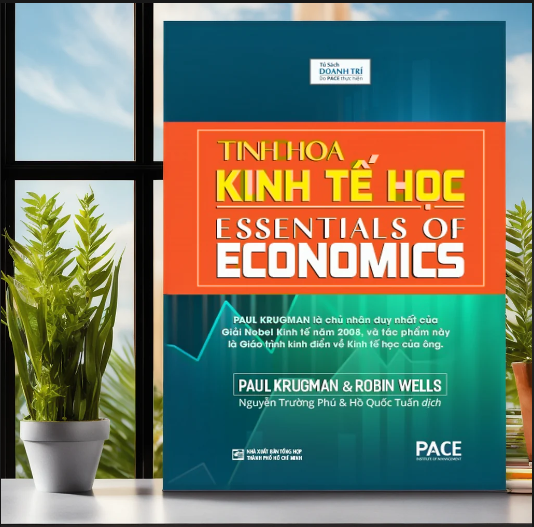 Tủ Sách
DOANH TRÍ
Do PACE thực hiện
TINH HOA
KINH TẾ HỌC
ESSENTIALS OF
ECONOMICS
PAUL KRUGMAN là chủ nhân duy nhất của
Giải Nobel Kinh tế năm 2008, và tác phẩm này
là Giáo trình kinh điển về Kinh tế học của ông.
PAUL KRUGMAN & ROBIN WELLS
Nguyễn Trường Phú & Hồ Quốc Tuấn dịch
NHÀ XUẤT BẢN TỔNG HỢP
THÀNH PHỐ HỒ CHÍ MINH
PACE
INSTITUTE OF MANAGEMENT